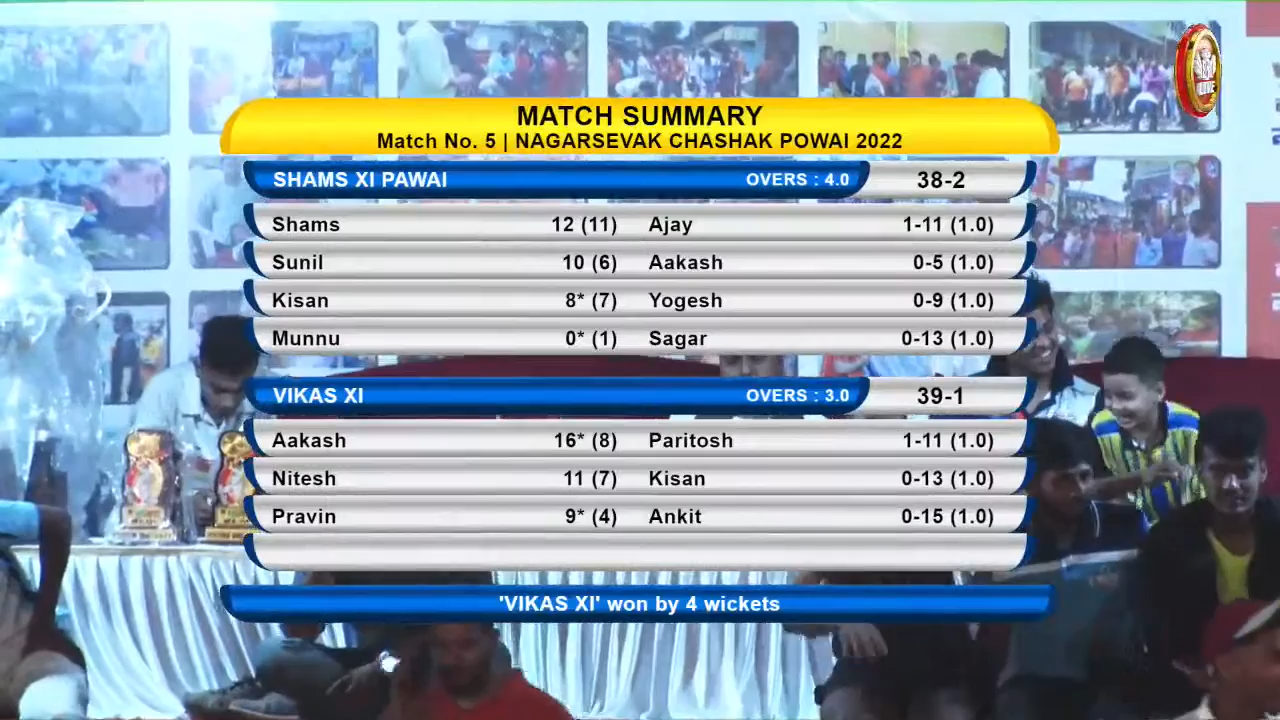 LIVE
MATCH SUMMARY
Match No. 5 | NAGARSEVAK CHASHAK POWAI 2022
SHAMS XI PAWAI OVERS : 4.0 38-2
Shams 12 (11) Ajay 1-11 (1.0)
Sunil 10 (6) Aakash 0-5 (1.0)
Kisan 8* (7) Yogesh 0-9 (1.0)
Munnu 0* (1) Sagar 0-13 (1.0)
VIKAS XI OVERS : 3.0 39-1
Aakash 16* (8) Paritosh 1-11 (1.0)
Nitesh 11 (7) Kisan 0-13 (1.0)
Pravin 9* (4) Ankit 0-15 (1.0)
'VIKAS XI' won by 4 wickets